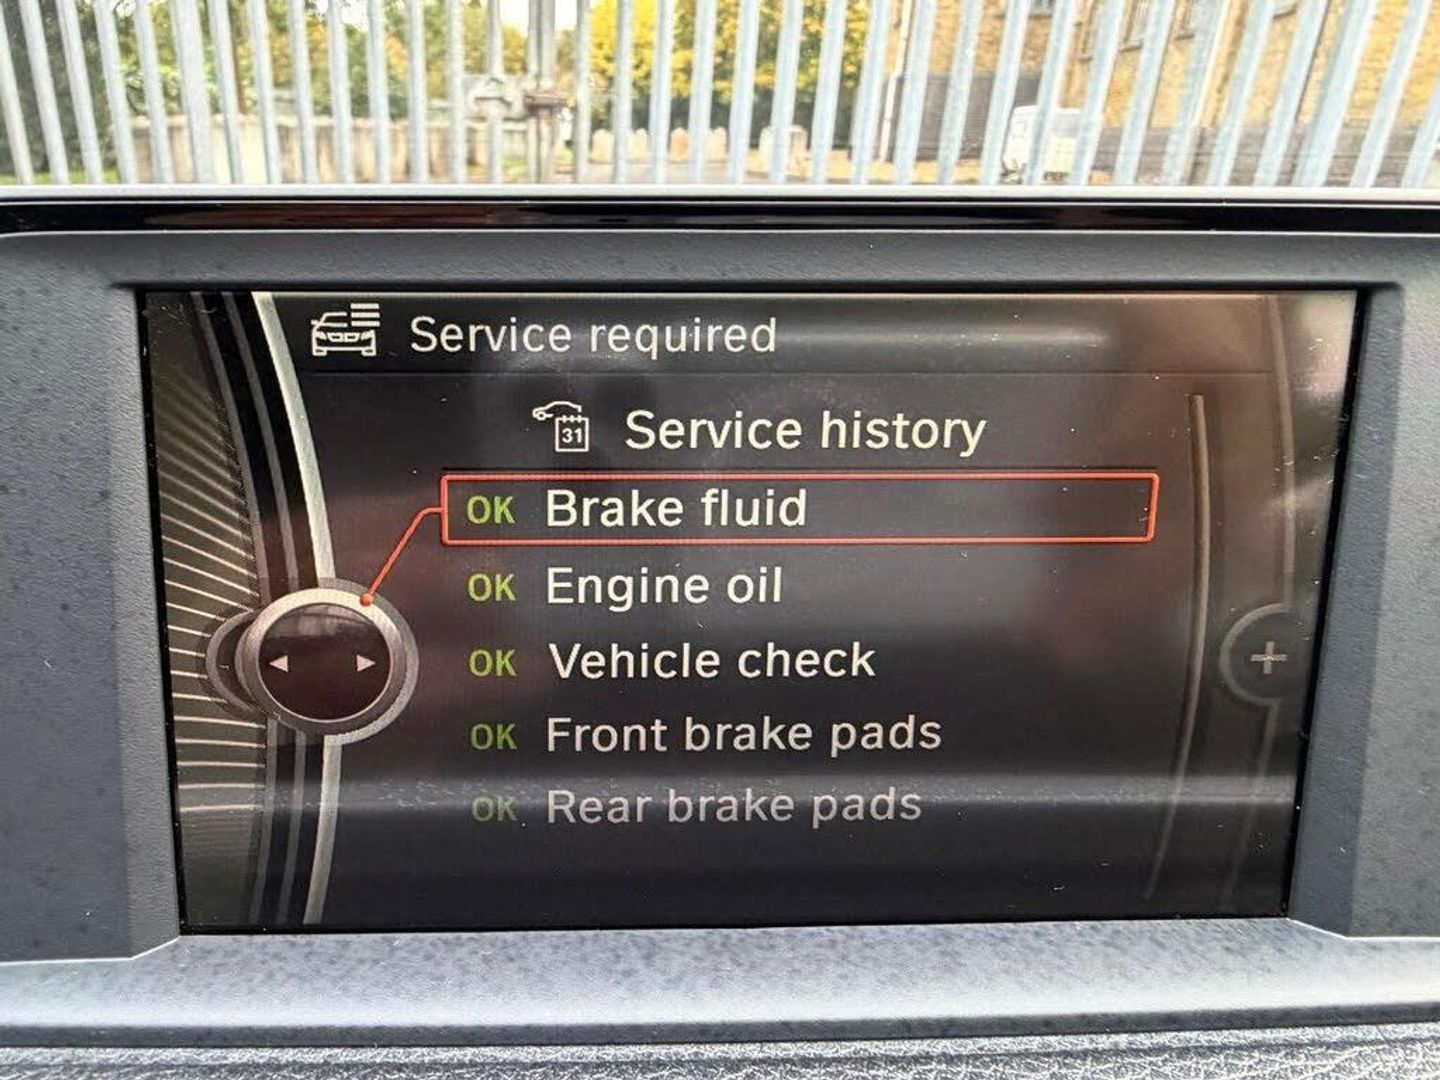 Service required
31 Service history
OK Brake fluid
OK Engine oil
OK Vehicle check
OK Front brake pads
OK Rear brake pads